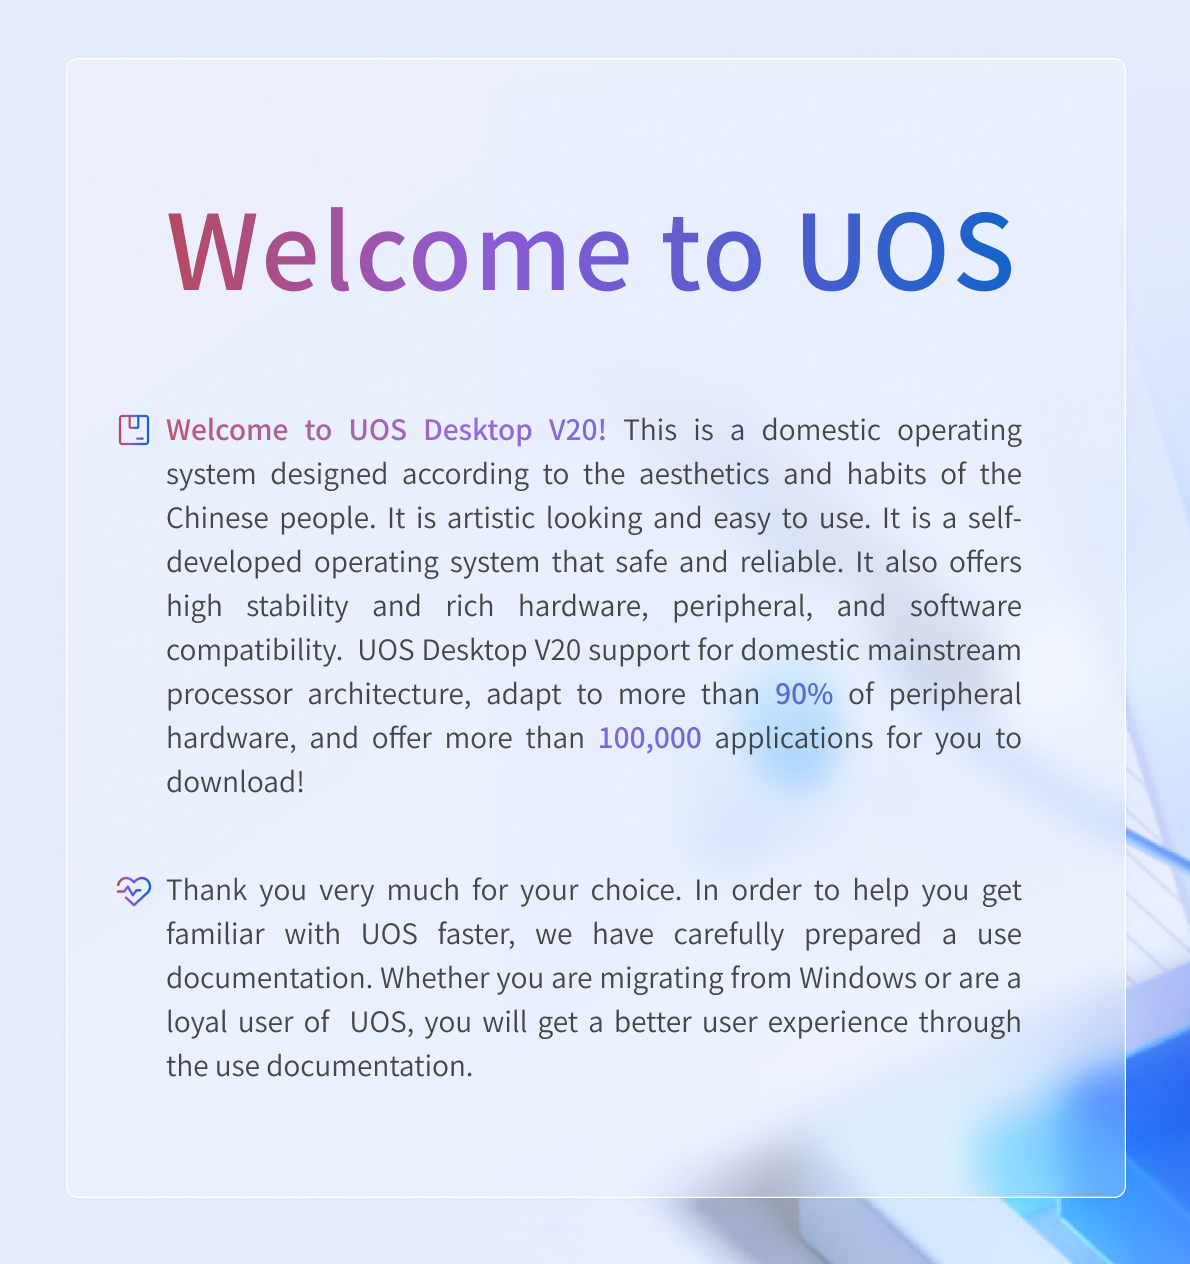 Welcome to UOS
Welcome to UOS Desktop V20! This is a domestic operating
system designed according to the aesthetics and habits of the
Chinese people. It is artistic looking and easy to use. It is a self-
developed operating system that safe and reliable. It also offers
high stability and rich hardware, peripheral, and software
compatibility.  UOS Desktop V20 support for domestic mainstream
processor architecture, adapt to more than 90% of peripheral
hardware, and offer more than 100,000 applications for you to
download!
Thank you very much for your choice. In order to help you get
familiar with UOS faster, we have carefully prepared a use
documentation. Whether you are migrating from Windows or are a
loyal user of  UOS, you will get a better user experience through
the use documentation.